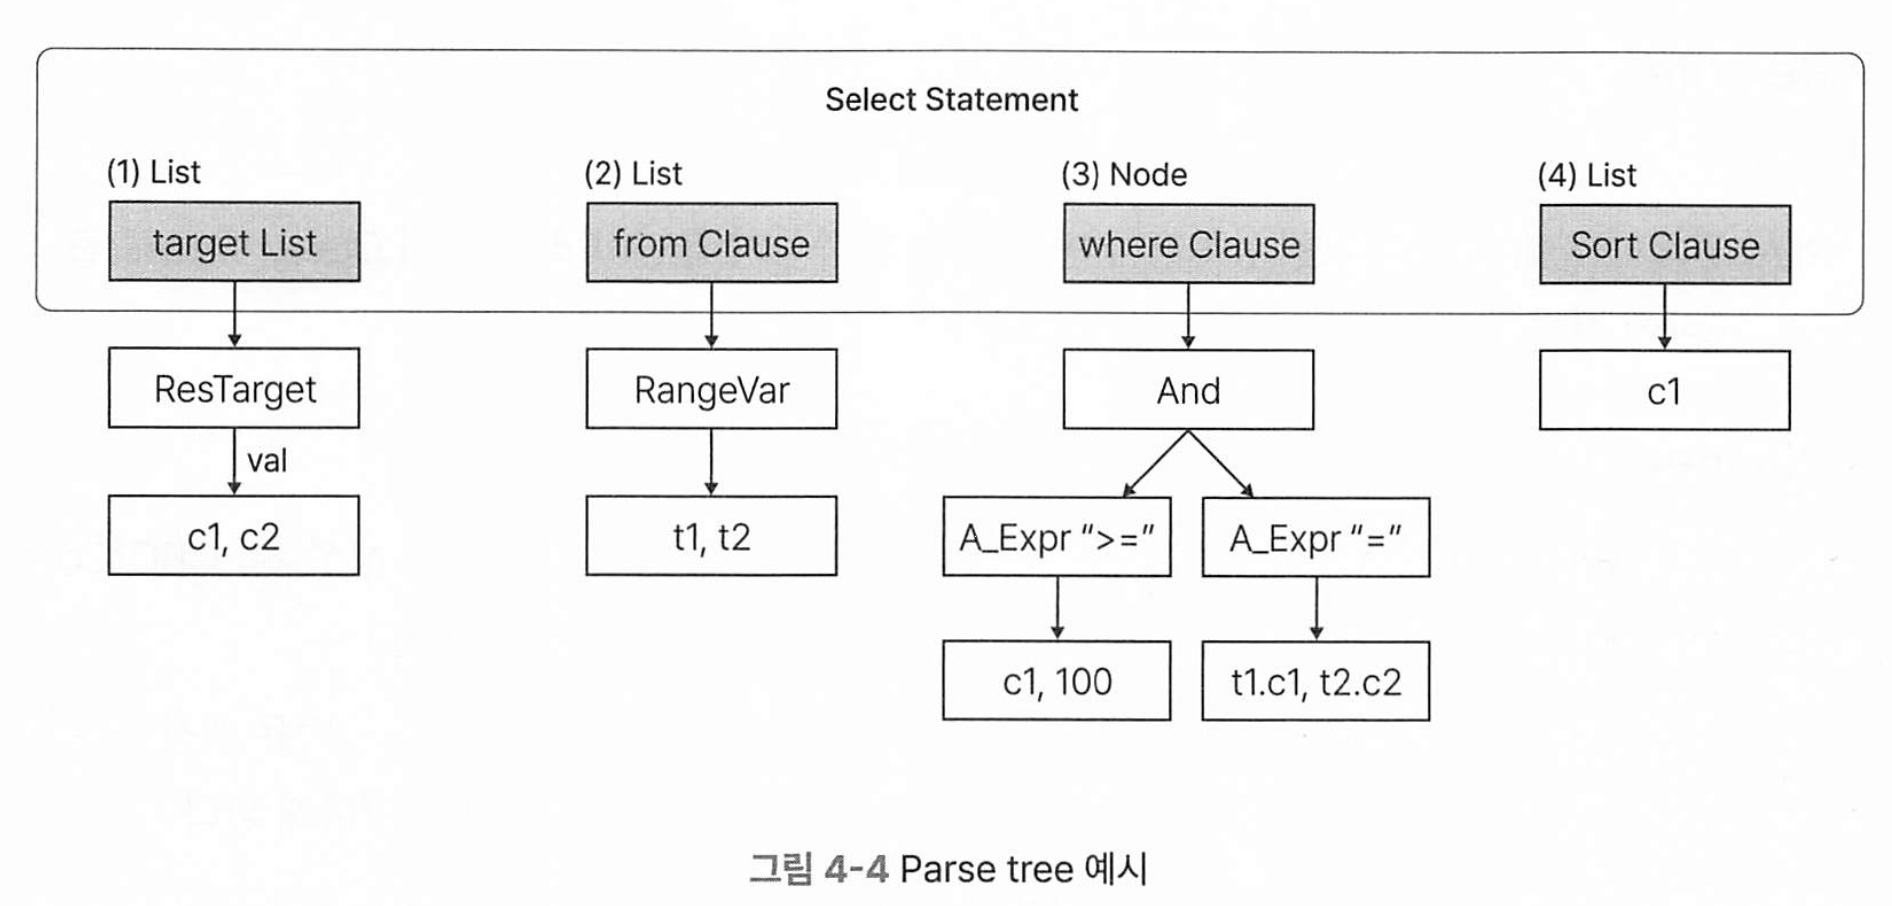 Select Statement
(1) List
(2) List
(3) Node
(4) List
target List
from Clause
where Clause
Sort Clause
ResTarget
RangeVar
And
c1
val
c1, c2
t1, t2
A_Expr “>=”
A_Expr “=”
c1, 100
t1.c1, t2.c2
그림 4-4 Parse tree 예시